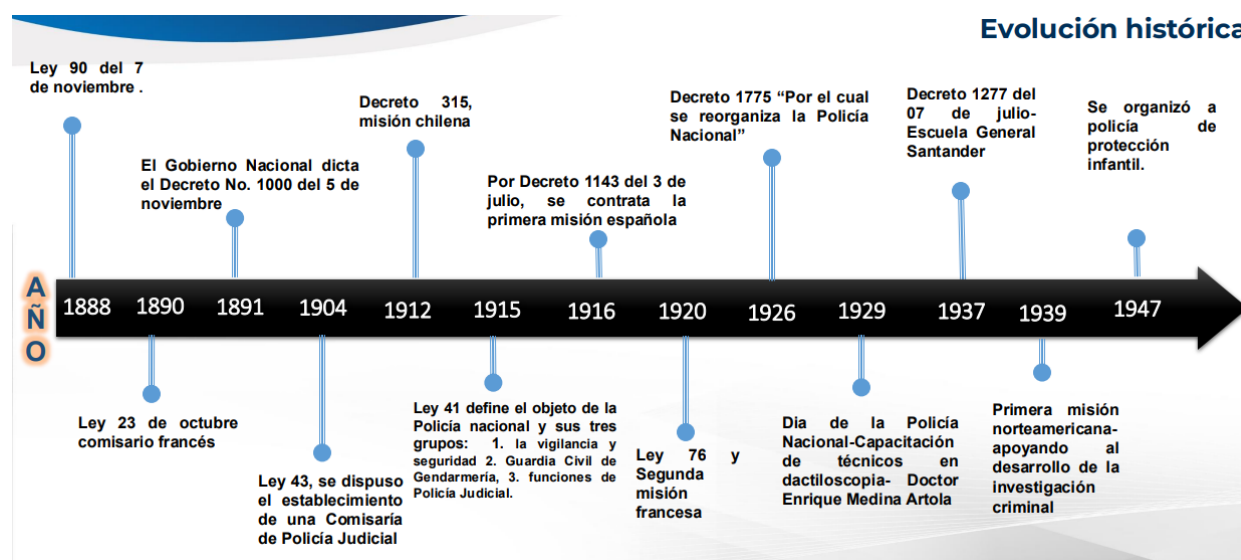 Evolución histórica
Ley 90 del 7
de noviembre .
El Gobierno Nacional dicta
el Decreto No. 1000 del 5 de
noviembre
Decreto 315,
misión chilena
Por Decreto 1143 del 3 de
julio, se contrata la
primera misión española
Decreto 1775 “Por el cual
se reorganiza la Policía
Nacional”
Decreto 1277 del
07 de julio-
Escuela General
Santander
Se organizó a
policía de
protección
infantil.
AÑO
1888 1890 1891 1904 1912 1915 1916 1920 1926 1929 1937 1939 1947
Ley 23 de octubre
comisario francés
Ley 43, se dispuso
el establecimiento
de una Comisaría
de Policía Judicial
Ley 41 define el objeto de la
Policía nacional y sus tres
grupos: 1. la vigilancia y
seguridad 2. Guardia Civil de
Gendarmería, 3. funciones de
Policía Judicial.
Ley 76 y
Segunda
misión
francesa
Dia de la Policía
Nacional-Capacitación
de técnicos en
dactiloscopia- Doctor
Enrique Medina Artola
Primera misión
norteamericana-
apoyando al
desarrollo de la
investigación
criminal